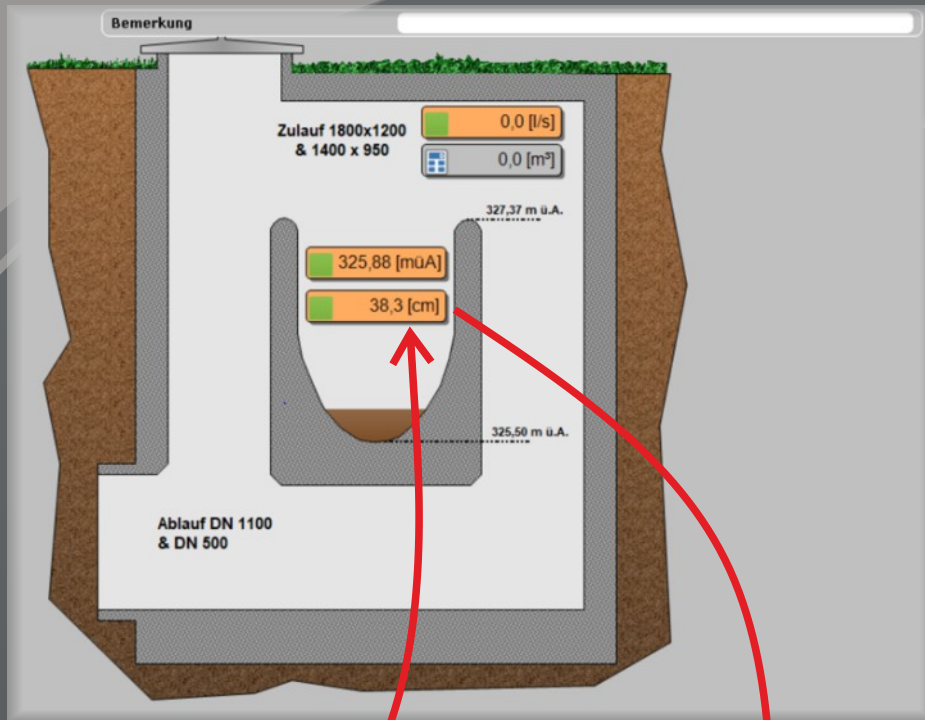 Bemerkung
Zulauf 1800x1200
& 1400 x 950
0,0 [l/s]
0,0 [m³]
327,37 m ü.A.
325,88 [müA]
38,3 [cm]
325,50 m ü.A.
Ablauf DN 1100
& DN 500